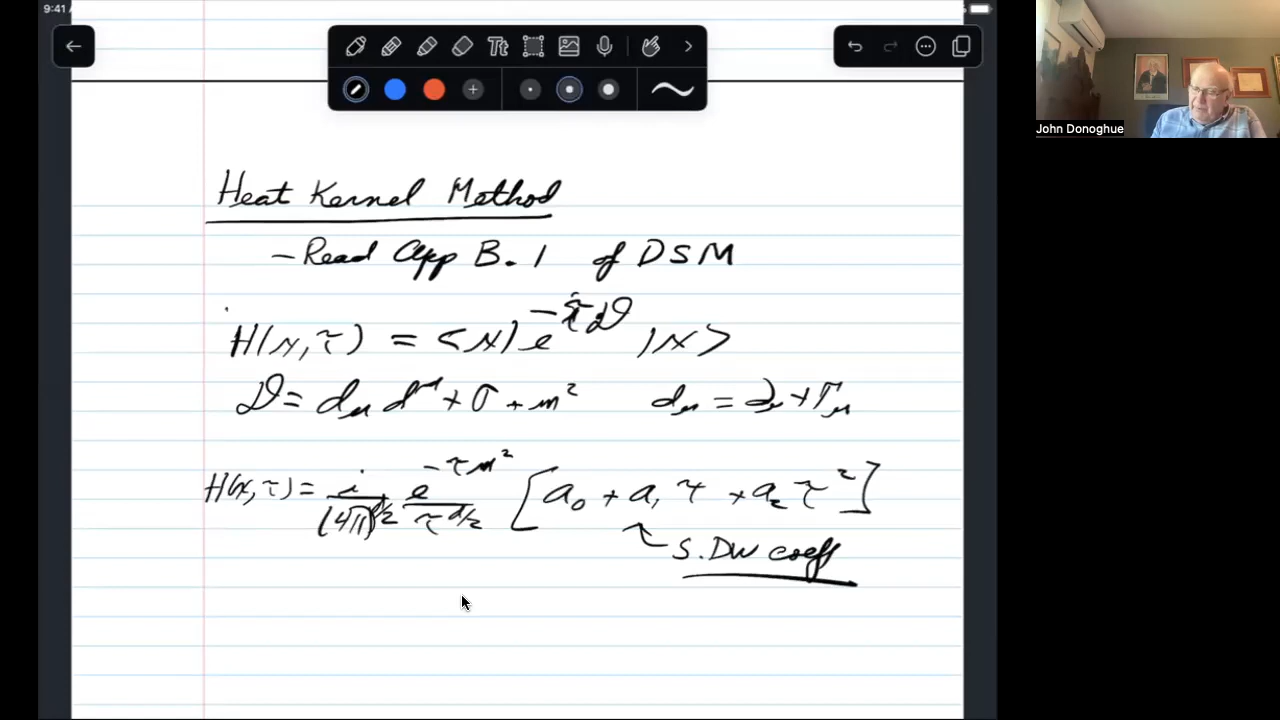 9:41
Tt
John Donoghue
Heat Kernel Method
- Read App B.1 of DSM
H(x,τ) = <x| e^{-τD} |x>
D = d_μ d^μ + σ + m²    d_μ = ∂_μ + Γ_μ
H(x,τ) = i/(4π)^{d/2} e^{-τm²}/τ^{d/2} [a₀ + a₁τ + a₂τ²]
S.DW coeff